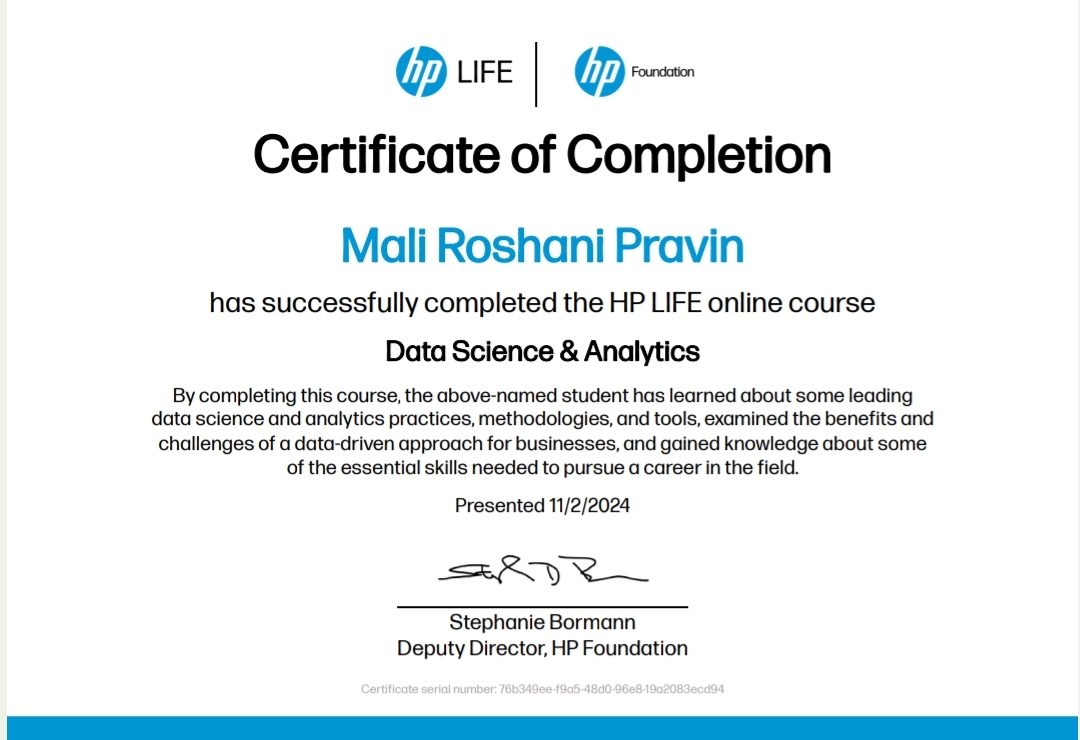 hp LIFE hp Foundation
Certificate of Completion
Mali Roshani Pravin
has successfully completed the HP LIFE online course
Data Science & Analytics
By completing this course, the above-named student has learned about some leading
data science and analytics practices, methodologies, and tools, examined the benefits and
challenges of a data-driven approach for businesses, and gained knowledge about some
of the essential skills needed to pursue a career in the field.
Presented 11/2/2024
Stephanie Bormann
Deputy Director, HP Foundation
Certificate serial number: 76b349ee-f9a5-48d0-96e8-19a2083ecd94